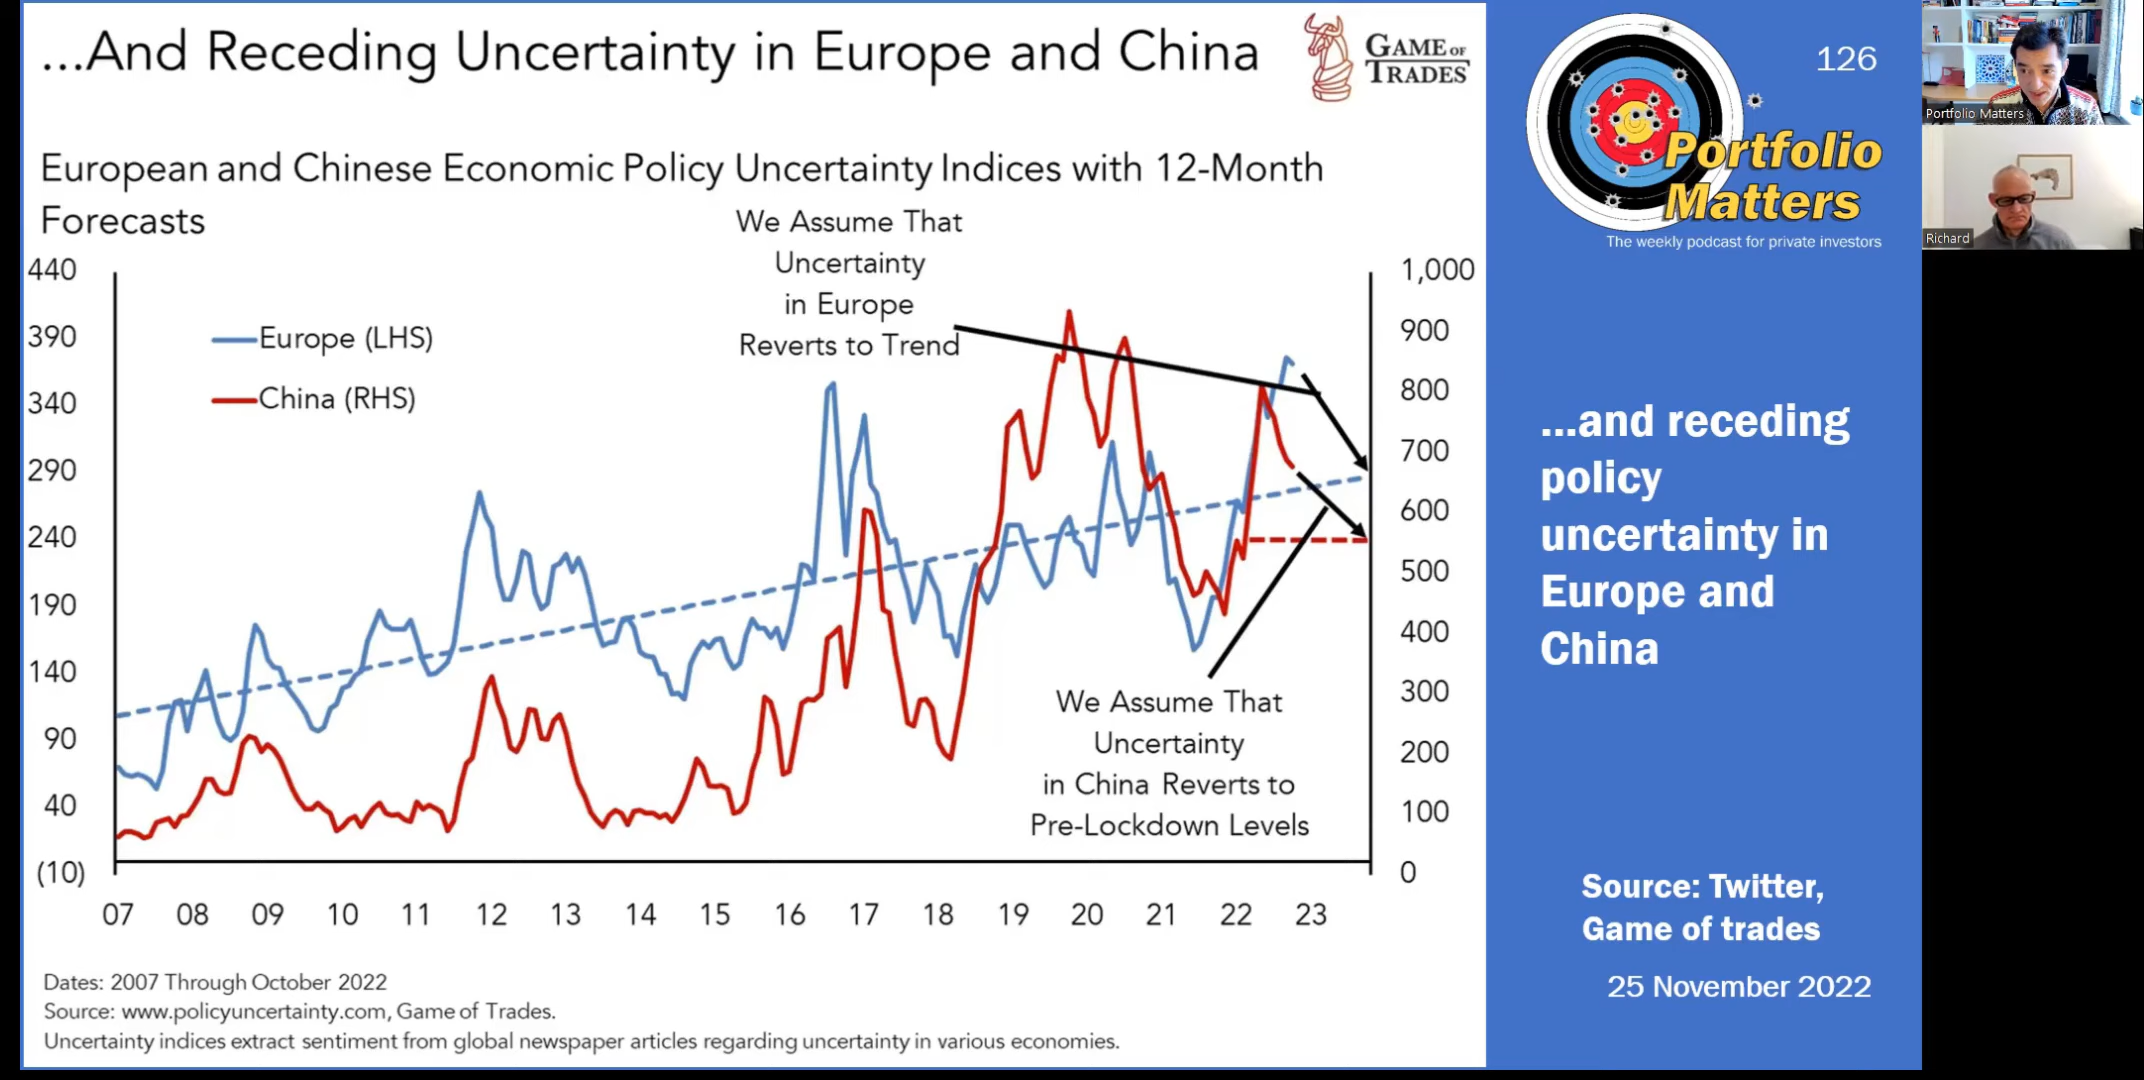 ...And Receding Uncertainty in Europe and China
GAME OF
TRADES
European and Chinese Economic Policy Uncertainty Indices with 12-Month
Forecasts
We Assume That
Uncertainty
in Europe
Reverts to Trend
440
390
340
290
240
190
140
90
40
(10)
Europe (LHS)
China (RHS)
1,000
900
800
700
600
500
400
300
200
100
0
We Assume That
Uncertainty
in China Reverts to
Pre-Lockdown Levels
07 08 09 10 11 12 13 14 15 16 17 18 19 20 21 22 23
Dates: 2007 Through October 2022
Source: www.policyuncertainty.com, Game of Trades.
Uncertainty indices extract sentiment from global newspaper articles regarding uncertainty in various economies.
126
Portfolio
Matters
The weekly podcast for private investors
...and receding
policy
uncertainty in
Europe and
China
Source: Twitter,
Game of trades
25 November 2022
Portfolio Matters
Richard